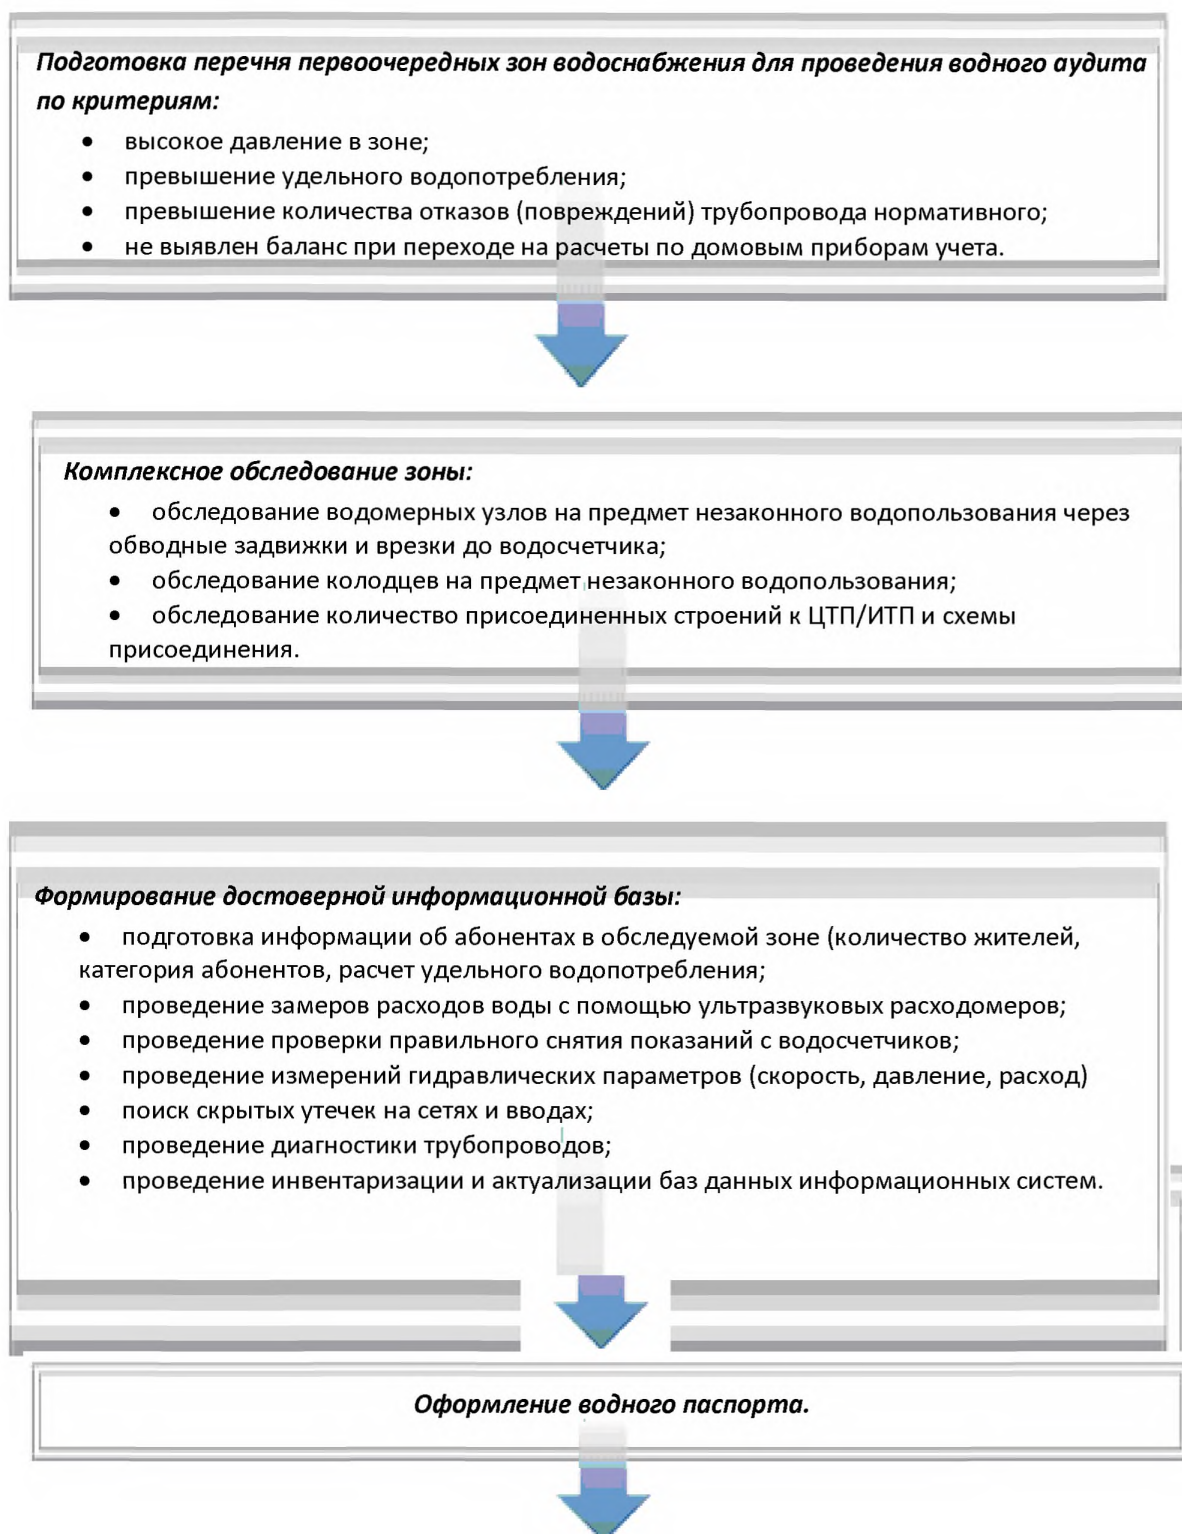 Подготовка перечня первоочередных зон водоснабжения для проведения водного аудита
по критериям:
• высокое давление в зоне;
• превышение удельного водопотребления;
• превышение количества отказов (повреждений) трубопровода нормативного;
• не выявлен баланс при переходе на расчеты по домовым приборам учета.
Комплексное обследование зоны:
• обследование водомерных узлов на предмет незаконного водопользования через
обводные задвижки и врезки до водосчетчика;
• обследование колодцев на предмет незаконного водопользования;
• обследование количество присоединенных строений к ЦТП/ИТП и схемы
присоединения.
Формирование достоверной информационной базы:
• подготовка информации об абонентах в обследуемой зоне (количество жителей,
категория абонентов, расчет удельного водопотребления;
• проведение замеров расходов воды с помощью ультразвуковых расходомеров;
• проведение проверки правильного снятия показаний с водосчетчиков;
• проведение измерений гидравлических параметров (скорость, давление, расход)
• поиск скрытых утечек на сетях и вводах;
• проведение диагностики трубопроводов;
• проведение инвентаризации и актуализации баз данных информационных систем.
Оформление водного паспорта.